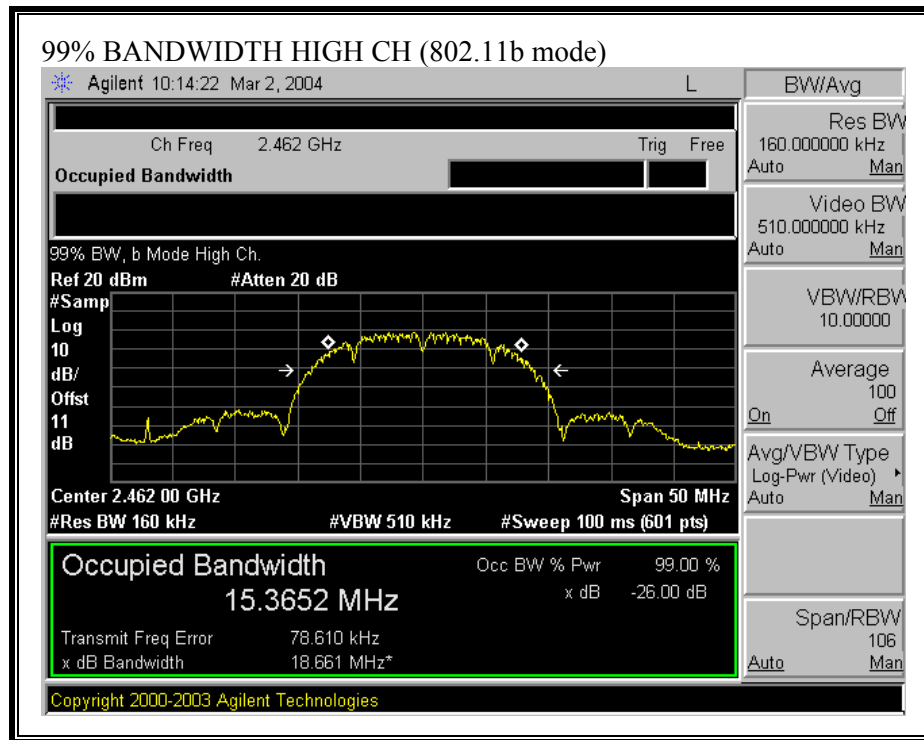 99% BANDWIDTH HIGH CH (802.11b mode)
Agilent 10:14:22 Mar 2, 2004 L
Ch Freq 2.462 GHz Trig Free
Occupied Bandwidth
99% BW, b Mode High Ch.
Ref 20 dBm #Atten 20 dB
#Samp
Log
10
dB/
Offst
11
dB
Center 2.462 00 GHz Span 50 MHz
#Res BW 160 kHz #VBW 510 kHz #Sweep 100 ms (601 pts)
Occupied Bandwidth Occ BW % Pwr 99.00 %
15.3652 MHz x dB -26.00 dB
Transmit Freq Error 78.610 kHz
x dB Bandwidth 18.661 MHz*
Copyright 2000-2003 Agilent Technologies
BW/Avg
Res BW
160.000000 kHz
Auto Man
Video BW
510.000000 kHz
Auto Man
VBW/RBW
10.00000
Average
100
On Off
Avg/VBW Type
Log-Pwr (Video)
Auto Man
Span/RBW
106
Auto Man